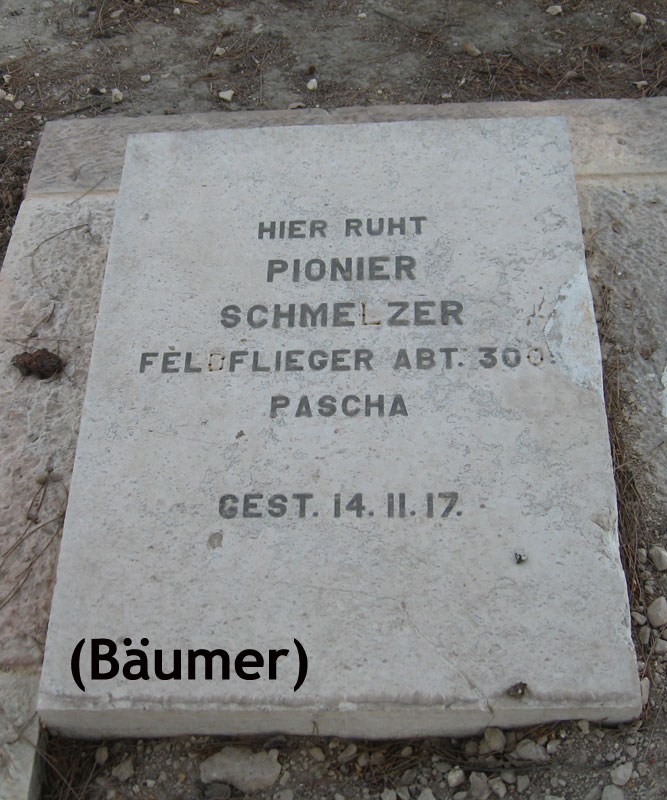 HIER RUHT
PIONIER
SCHMELZER
FELDFLIEGER ABT. 300.
PASCHA
GEST. 14. 11. 17.
(Bäumer)